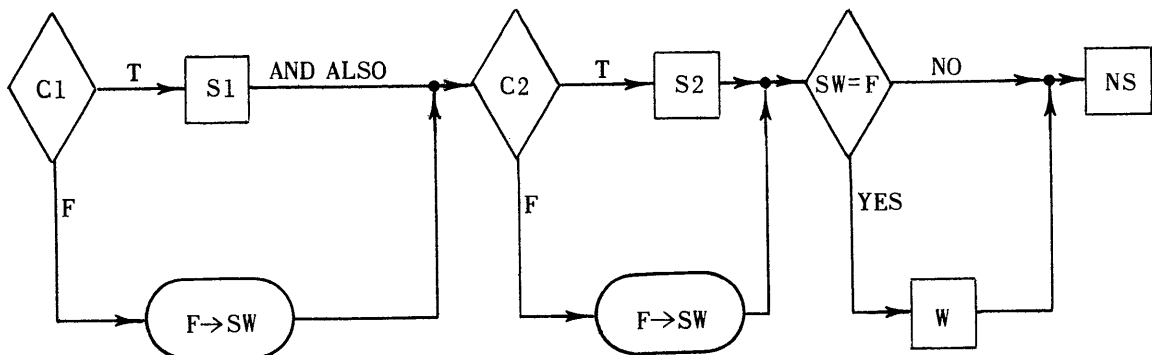 C1
T
S1
AND ALSO
C2
T
S2
SW=F
NO
NS
F
F
YES
F→SW
F→SW
W